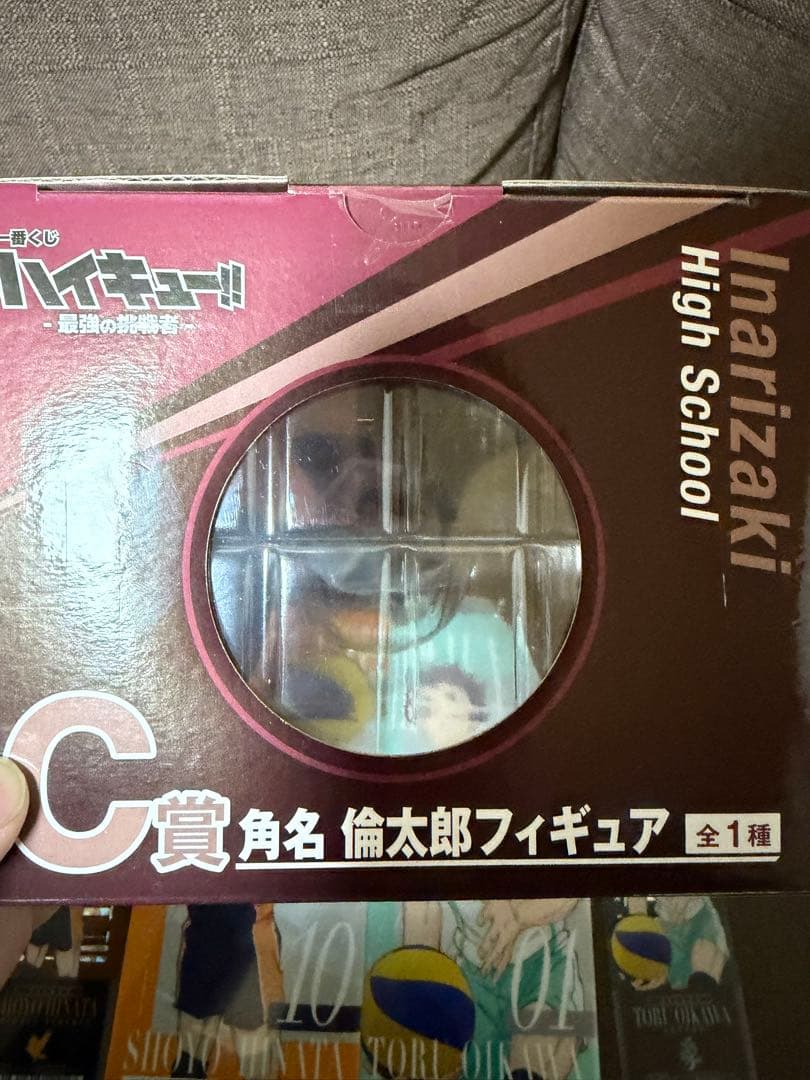 一番くじ
ハイキュー!!
- 最強の挑戦者 -
Inarizaki
High School
C賞 角名 倫太郎フィギュア 全1種
10
01
SHOYO HINATA
SHOYO HINATA
TORU OIKAWA
TORU OIKAWA